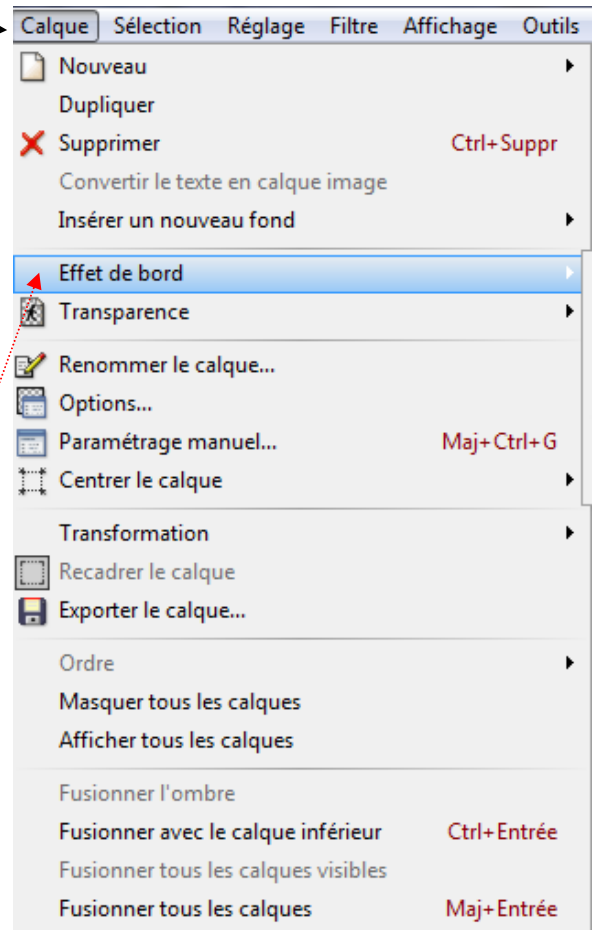 Calque Sélection Réglage Filtre Affichage Outils
Nouveau
Dupliquer
Supprimer Ctrl+Suppr
Convertir le texte en calque image
Insérer un nouveau fond
Effet de bord
Transparence
Renommer le calque...
Options...
Paramétrage manuel... Maj+Ctrl+G
Centrer le calque
Transformation
Recadrer le calque
Exporter le calque...
Ordre
Masquer tous les calques
Afficher tous les calques
Fusionner l'ombre
Fusionner avec le calque inférieur Ctrl+Entrée
Fusionner tous les calques visibles
Fusionner tous les calques Maj+Entrée